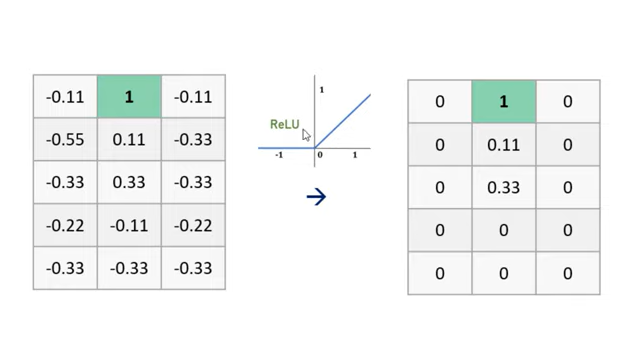 -0.11 1 -0.11
-0.55 0.11 -0.33
-0.33 0.33 -0.33
-0.22 -0.11 -0.22
-0.33 -0.33 -0.33
1
ReLU
-1 0 1
→
0 1 0
0 0.11 0
0 0.33 0
0 0 0
0 0 0